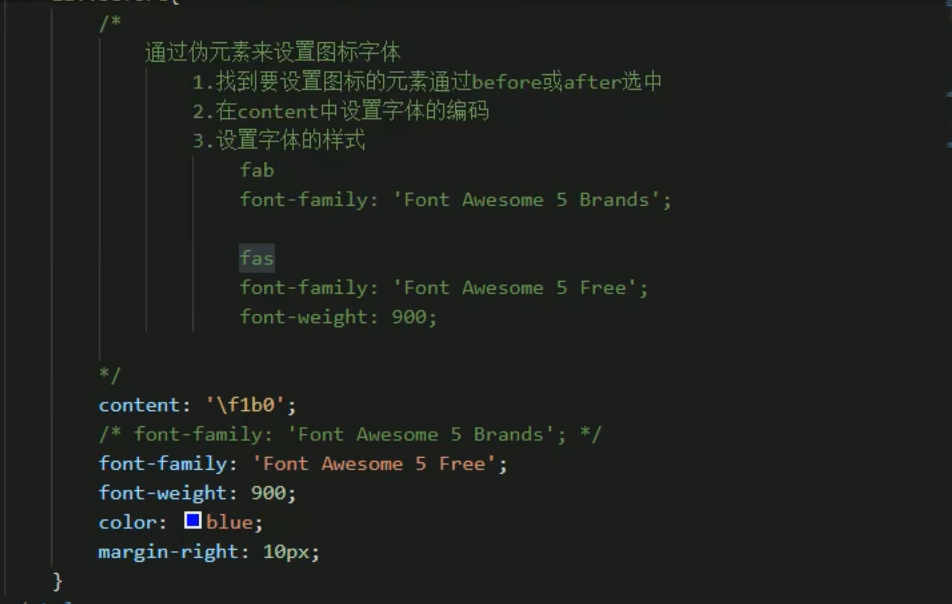 /*
通过伪元素来设置图标字体
1.找到要设置图标的元素通过before或after选中
2.在content中设置字体的编码
3.设置字体的样式
fab
font-family: 'Font Awesome 5 Brands';
fas
font-family: 'Font Awesome 5 Free';
font-weight: 900;
*/
content: '\f1b0';
/* font-family: 'Font Awesome 5 Brands'; */
font-family: 'Font Awesome 5 Free';
font-weight: 900;
color: blue;
margin-right: 10px;
}